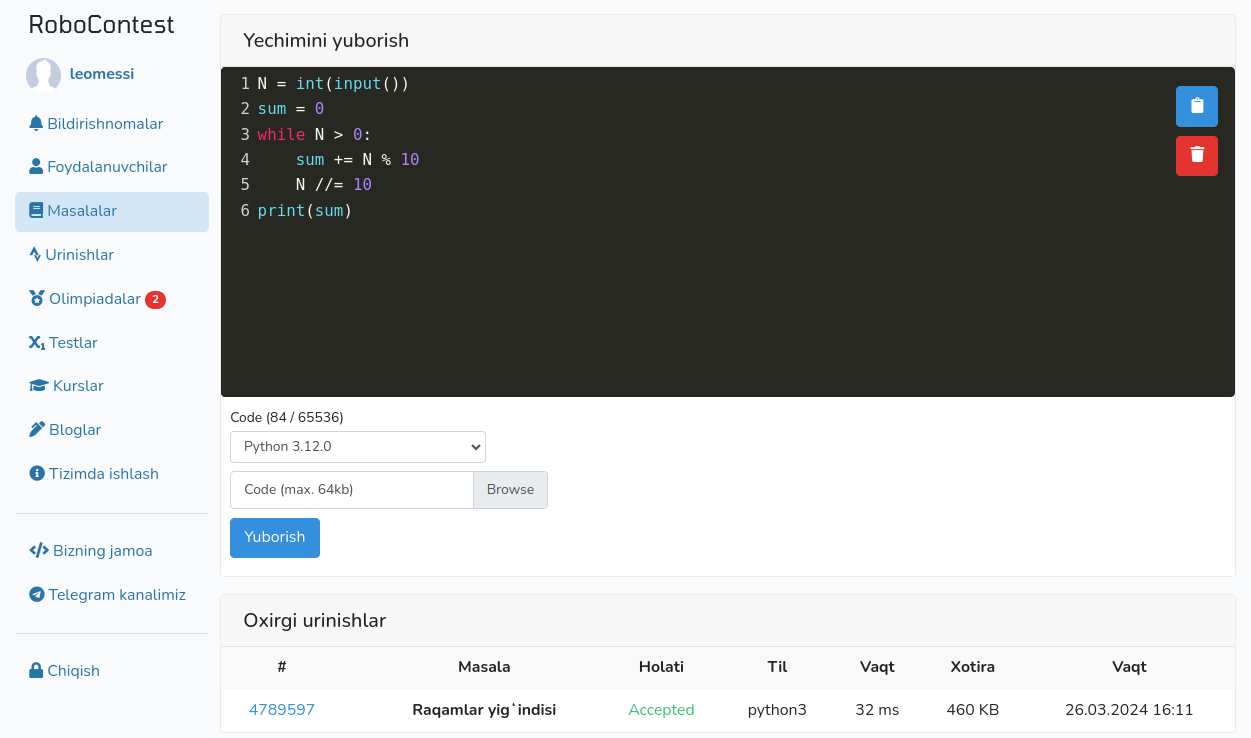 RoboContest
leomessi
Bildirishnomalar
Foydalanuvchilar
Masalalar
Urinishlar
Olimpiadalar 2
Testlar
Kurslar
Bloglar
Tizimda ishlash
Bizning jamoa
Telegram kanalimiz
Chiqish
Yechimini yuborish
1 N = int(input())
2 sum = 0
3 while N > 0:
4     sum += N % 10
5     N //= 10
6 print(sum)
Code (84 / 65536)
Python 3.12.0
Code (max. 64kb) Browse
Yuborish
Oxirgi urinishlar
# Masala Holati Til Vaqt Xotira Vaqt
4789597 Raqamlar yigʻindisi Accepted python3 32 ms 460 KB 26.03.2024 16:11